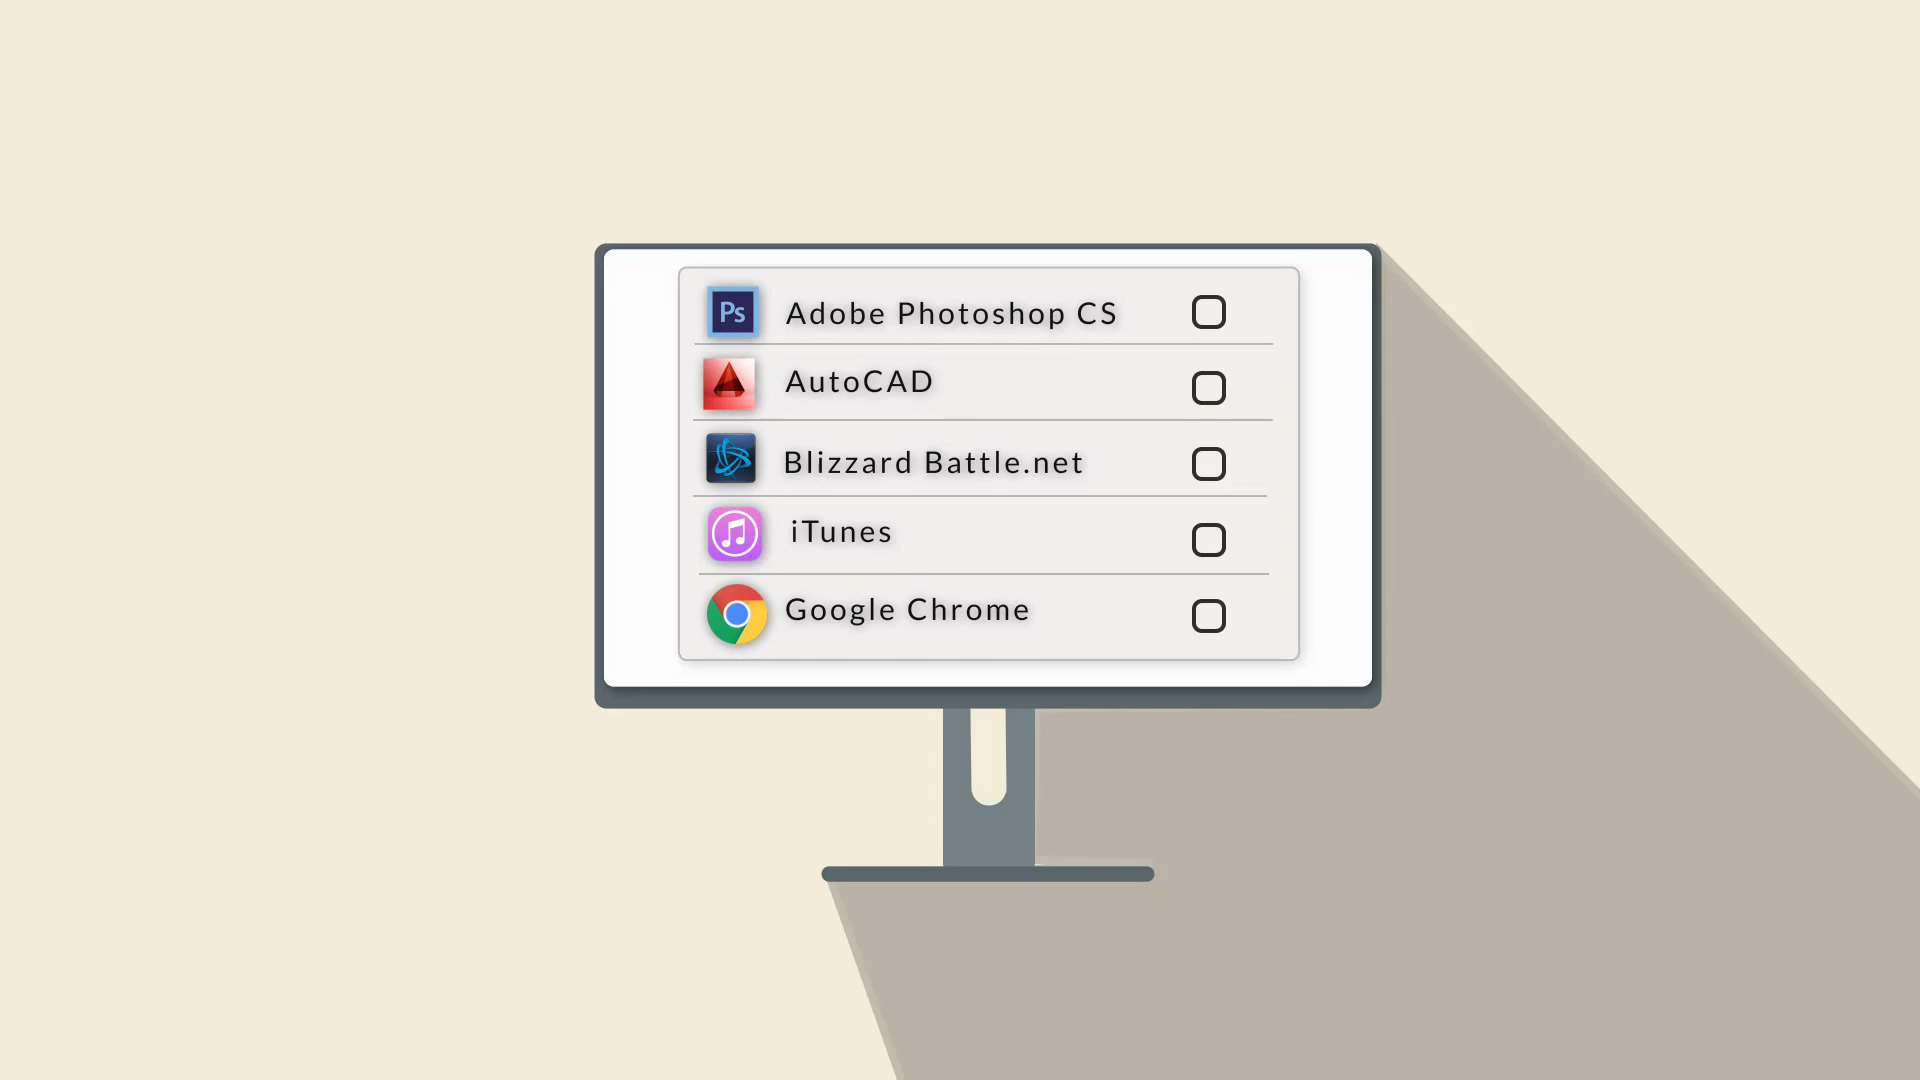 Ps Adobe Photoshop CS
AutoCAD
Blizzard Battle.net
iTunes
Google Chrome